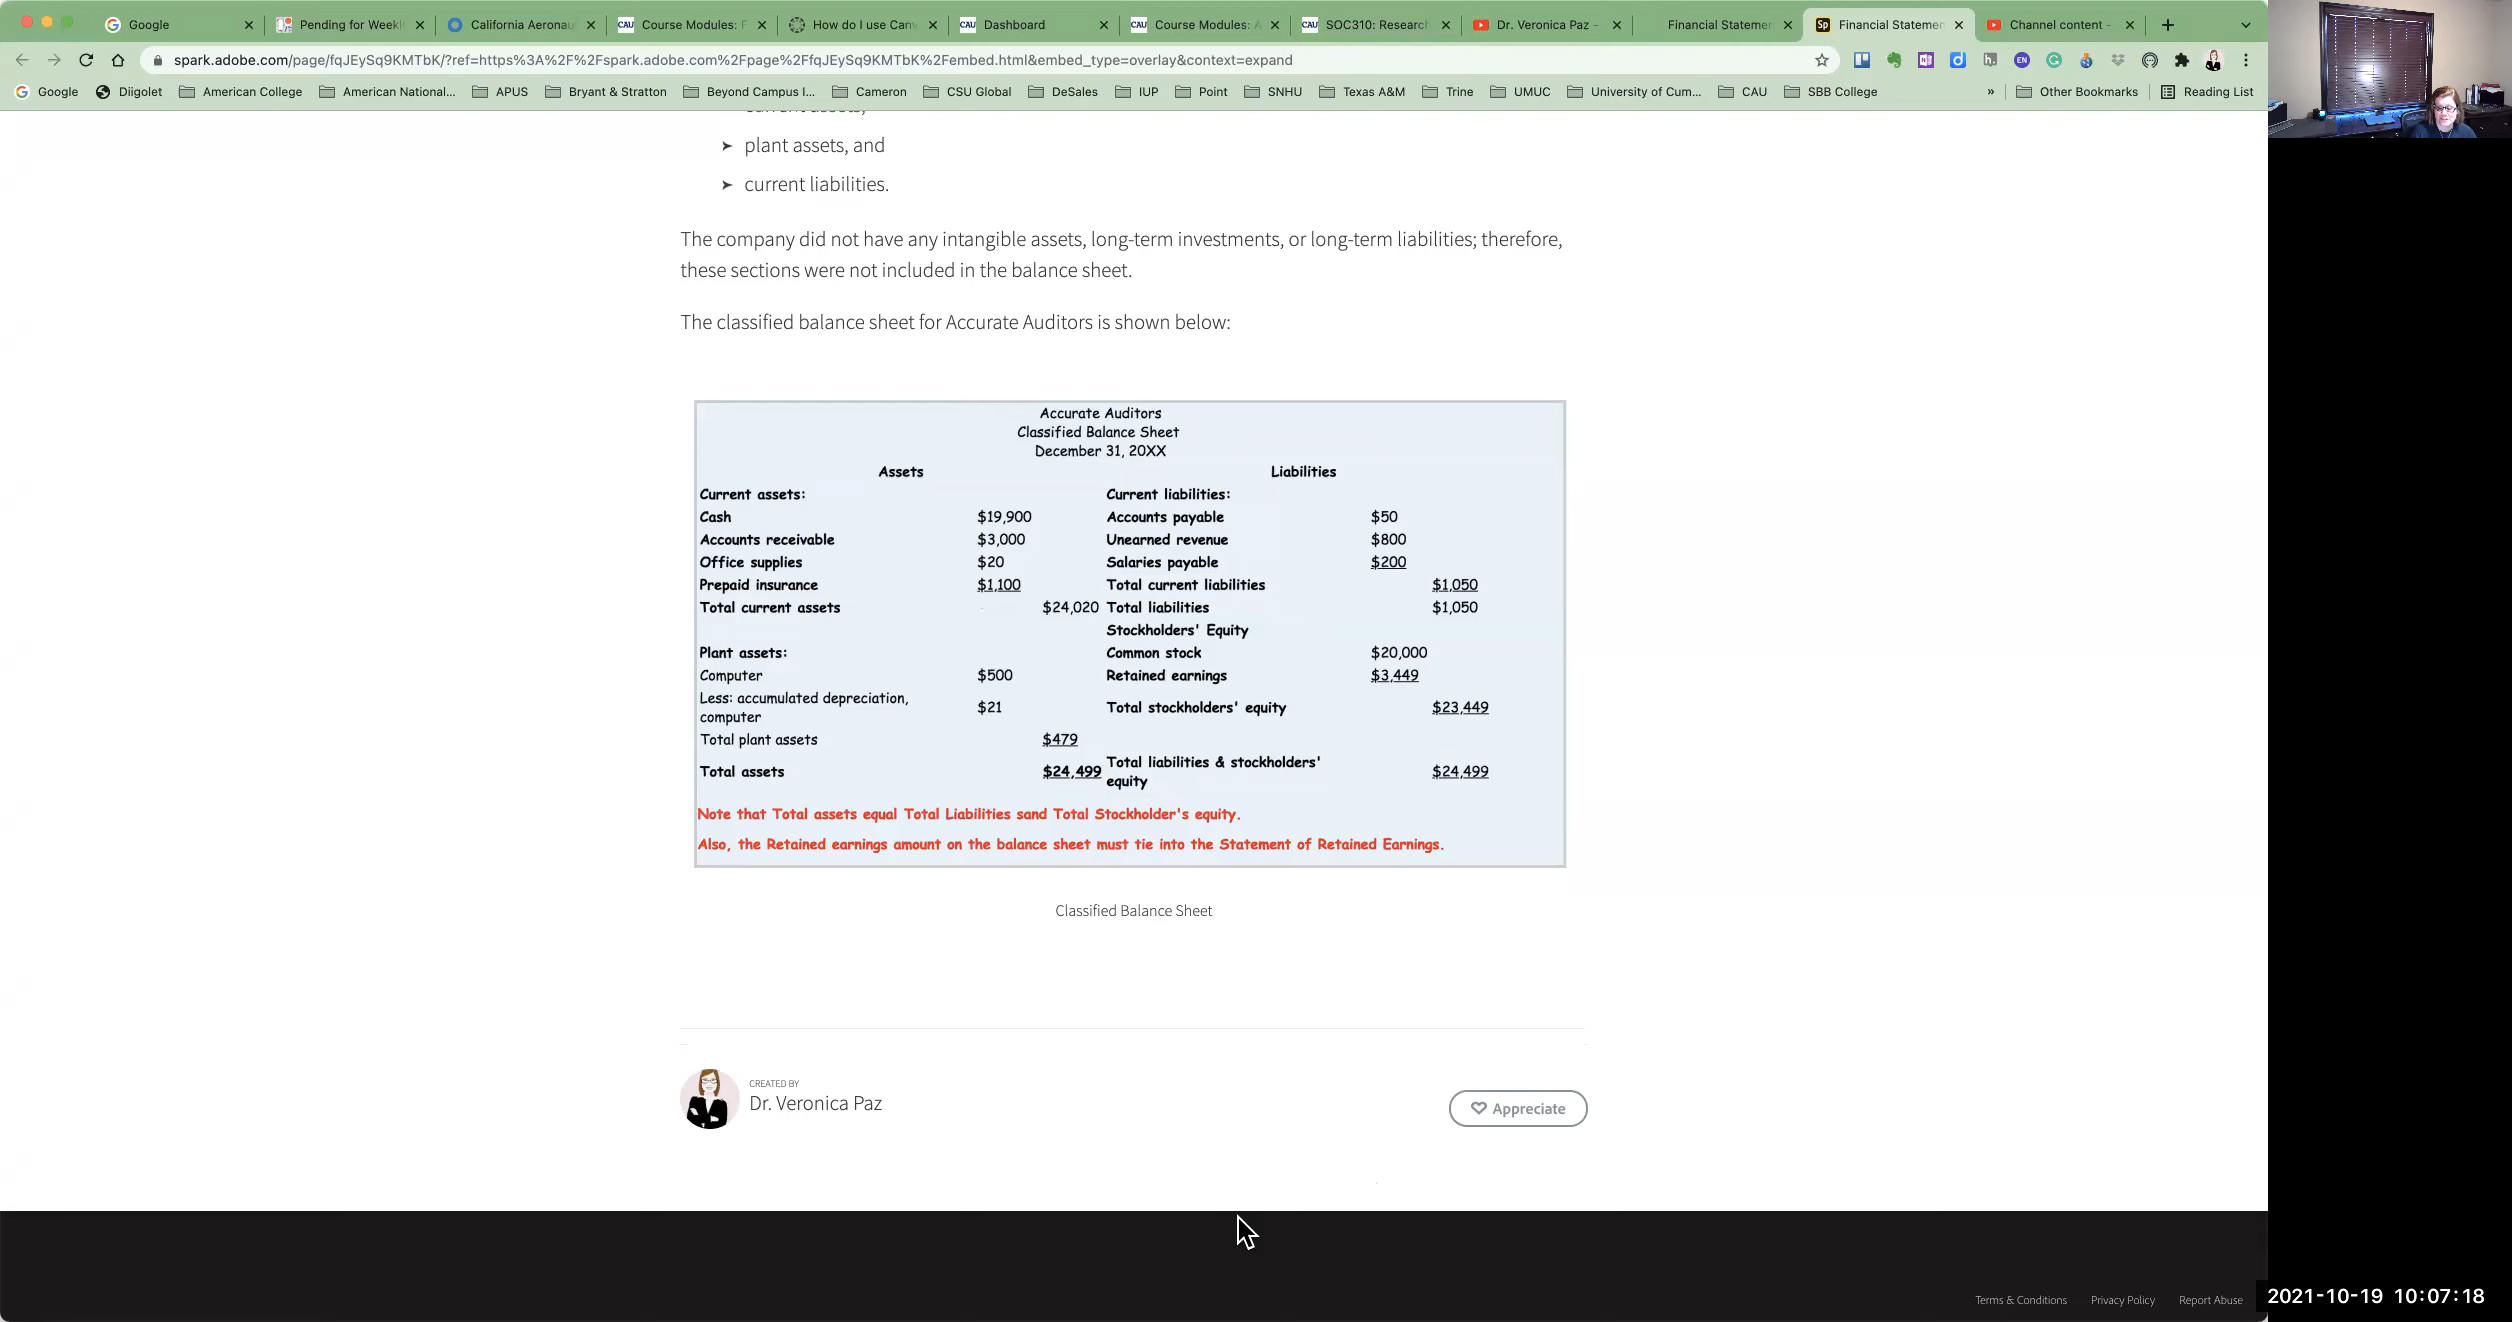 Google
Pending for Weekl
California Aeronau
CAU Course Modules: F
How do I use Canv
CAU Dashboard
CAU Course Modules: A
CAU SOC310: Research
Dr. Veronica Paz -
Financial Statemen
Sp Financial Statemen
Channel content -
spark.adobe.com/page/fqJEySq9KMTbK/?ref=https%3A%2F%2Fspark.adobe.com%2Fpage%2FfqJEySq9KMTbK%2Fembed.html&embed_type=overlay&context=expand
Google Diigolet American College American National... APUS Bryant & Stratton Beyond Campus I... Cameron CSU Global DeSales IUP Point SNHU Texas A&M Trine UMUC University of Cum... CAU SBB College » Other Bookmarks Reading List
current assets,
➤ plant assets, and
➤ current liabilities.
The company did not have any intangible assets, long-term investments, or long-term liabilities; therefore,
these sections were not included in the balance sheet.
The classified balance sheet for Accurate Auditors is shown below:
Accurate Auditors
Classified Balance Sheet
December 31, 20XX
Assets Liabilities
Current assets: Current liabilities:
Cash $19,900 Accounts payable $50
Accounts receivable $3,000 Unearned revenue $800
Office supplies $20 Salaries payable $200
Prepaid insurance $1,100 Total current liabilities $1,050
Total current assets $24,020 Total liabilities $1,050
Stockholders' Equity
Plant assets: Common stock $20,000
Computer $500 Retained earnings $3,449
Less: accumulated depreciation,
computer $21 Total stockholders' equity $23,449
Total plant assets $479
Total assets $24,499 Total liabilities & stockholders'
equity $24,499
Note that Total assets equal Total Liabilities sand Total Stockholder's equity.
Also, the Retained earnings amount on the balance sheet must tie into the Statement of Retained Earnings.
Classified Balance Sheet
CREATED BY
Dr. Veronica Paz
Appreciate
Terms & Conditions Privacy Policy Report Abuse
2021-10-19 10:07:18